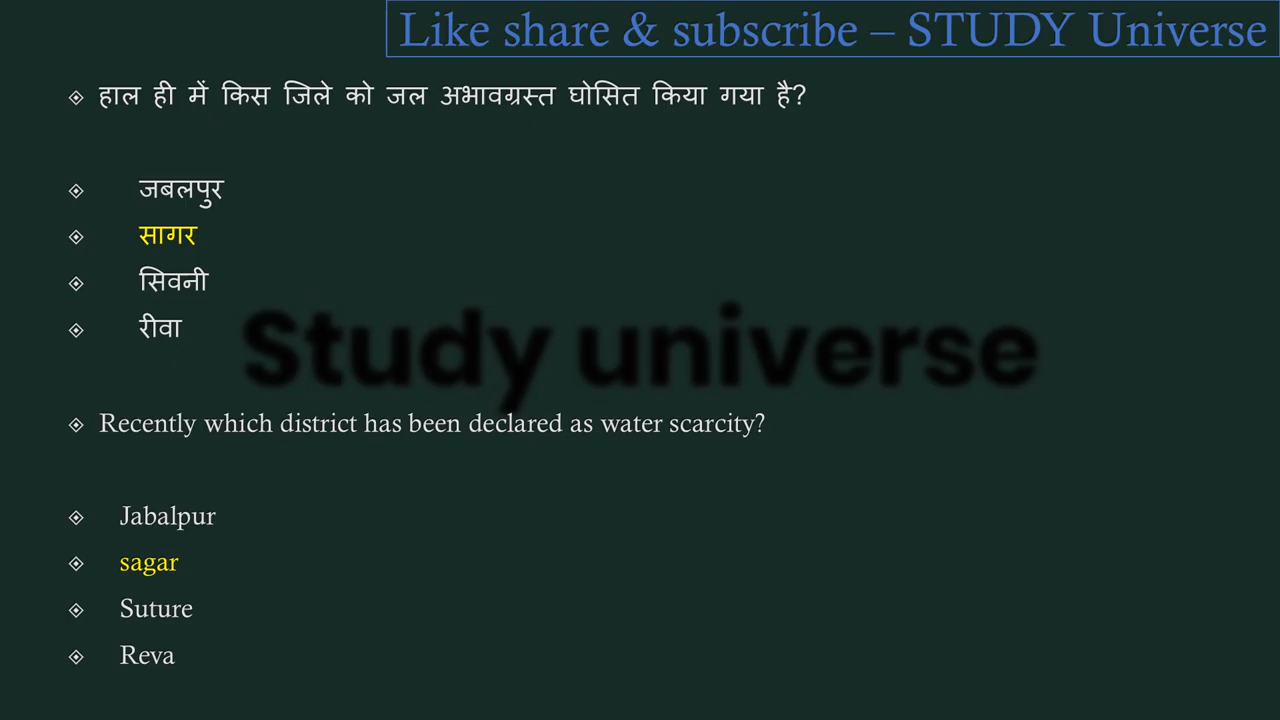 Like share & subscribe – STUDY Universe
हाल ही में किस जिले को जल अभावग्रस्त घोसित किया गया है?
जबलपुर
सागर
सिवनी
रीवा
Study universe
Recently which district has been declared as water scarcity?
Jabalpur
sagar
Suture
Reva